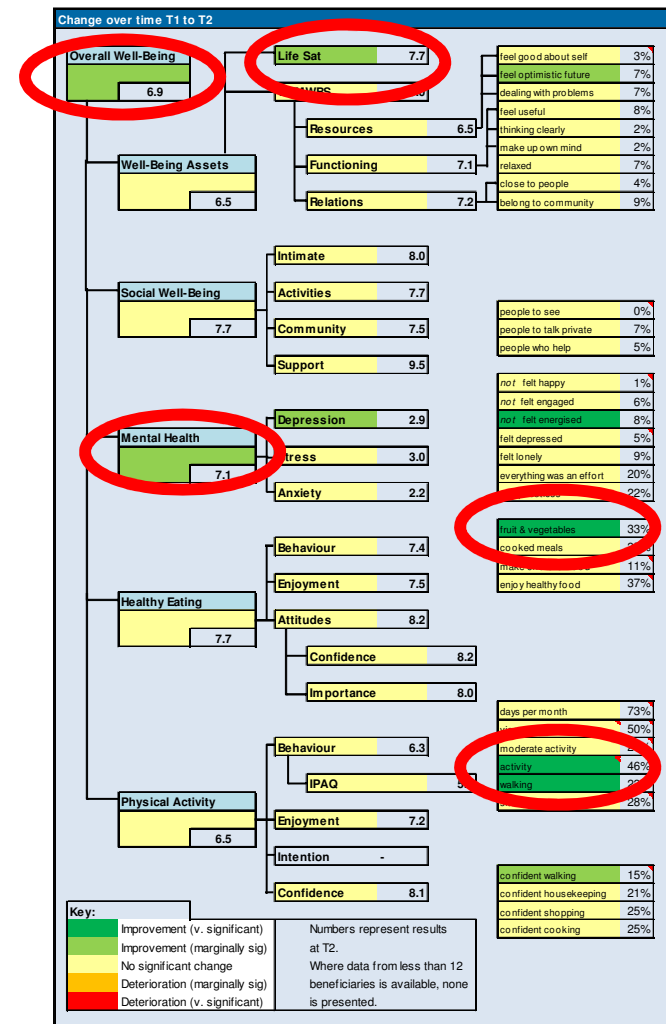 Change over time T1 to T2
Overall Well-Being
6.9
Life Sat 7.7
Resources 6.5
Functioning 7.1
Relations 7.2
feel good about self 3%
feel optimistic future 7%
dealing with problems 7%
feel useful 8%
thinking clearly 2%
make up own mind 2%
relaxed 7%
close to people 4%
belong to community 9%
Well-Being Assets
6.5
Social Well-Being
7.7
Intimate 8.0
Activities 7.7
Community 7.5
Support 9.5
people to see 0%
people to talk private 7%
people who help 5%
Mental Health
7.1
Depression 2.9
Stress 3.0
Anxiety 2.2
not felt happy 1%
not felt engaged 6%
not felt energised 8%
felt depressed 5%
felt lonely 9%
everything was an effort 20%
22%
fruit & vegetables 33%
cooked meals
11%
enjoy healthy food 37%
Healthy Eating
7.7
Behaviour 7.4
Enjoyment 7.5
Attitudes 8.2
Confidence 8.2
Importance 8.0
Physical Activity
6.5
Behaviour 6.3
IPAQ
Enjoyment 7.2
Intention -
Confidence 8.1
days per month 73%
50%
moderate activity
activity 46%
walking
28%
confident walking 15%
confident housekeeping 21%
confident shopping 25%
confident cooking 25%
Key:
Improvement (v. significant)
Improvement (marginally sig)
No significant change
Deterioration (marginally sig)
Deterioration (v. significant)
Numbers represent results
at T2.
Where data from less than 12
beneficiaries is available, none
is presented.